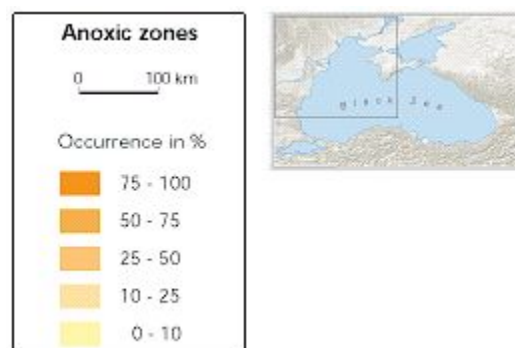 Anoxic zones
0 100 km
Occurrence in %
75 - 100
50 - 75
25 - 50
10 - 25
0 - 10
Black Sea